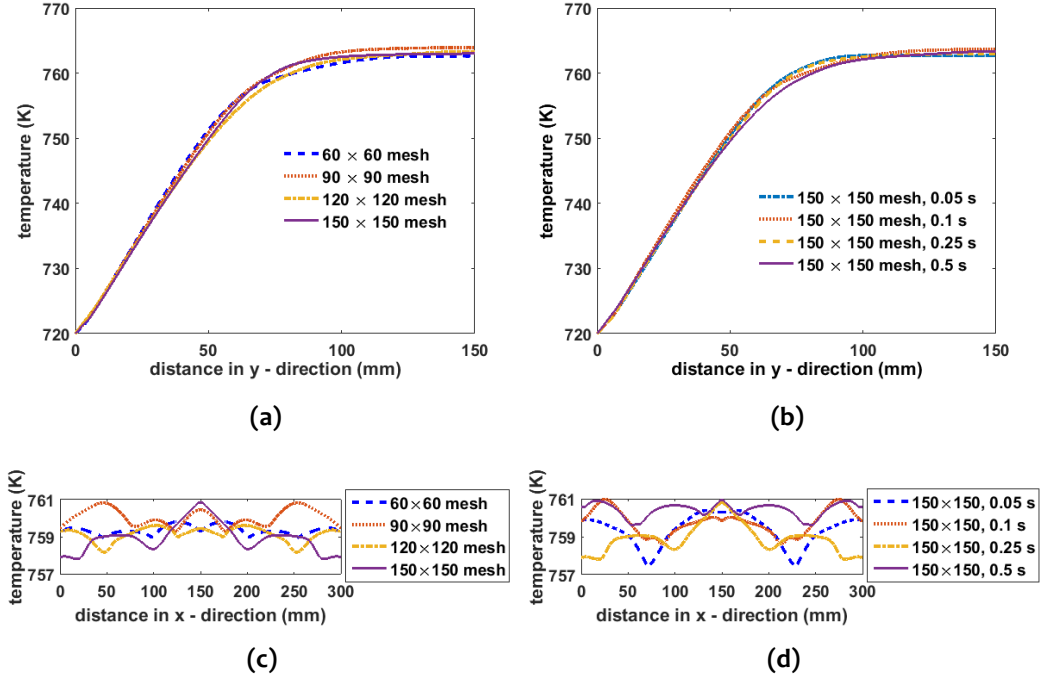 770
760
750
740
730
720
temperature (K)
60 × 60 mesh
90 × 90 mesh
120 × 120 mesh
150 × 150 mesh
0
50
100
150
distance in y - direction (mm)
(a)
770
760
750
740
730
720
temperature (K)
150 × 150 mesh, 0.05 s
150 × 150 mesh, 0.1 s
150 × 150 mesh, 0.25 s
150 × 150 mesh, 0.5 s
0
50
100
150
distance in y - direction (mm)
(b)
761
759
757
temperature (K)
60×60 mesh
90×90 mesh
120×120 mesh
150×150 mesh
0 50 100 150 200 250 300
distance in x - direction (mm)
(c)
761
759
757
temperature (K)
150×150, 0.05 s
150×150, 0.1 s
150×150, 0.25 s
150×150, 0.5 s
0 50 100 150 200 250 300
distance in x - direction (mm)
(d)